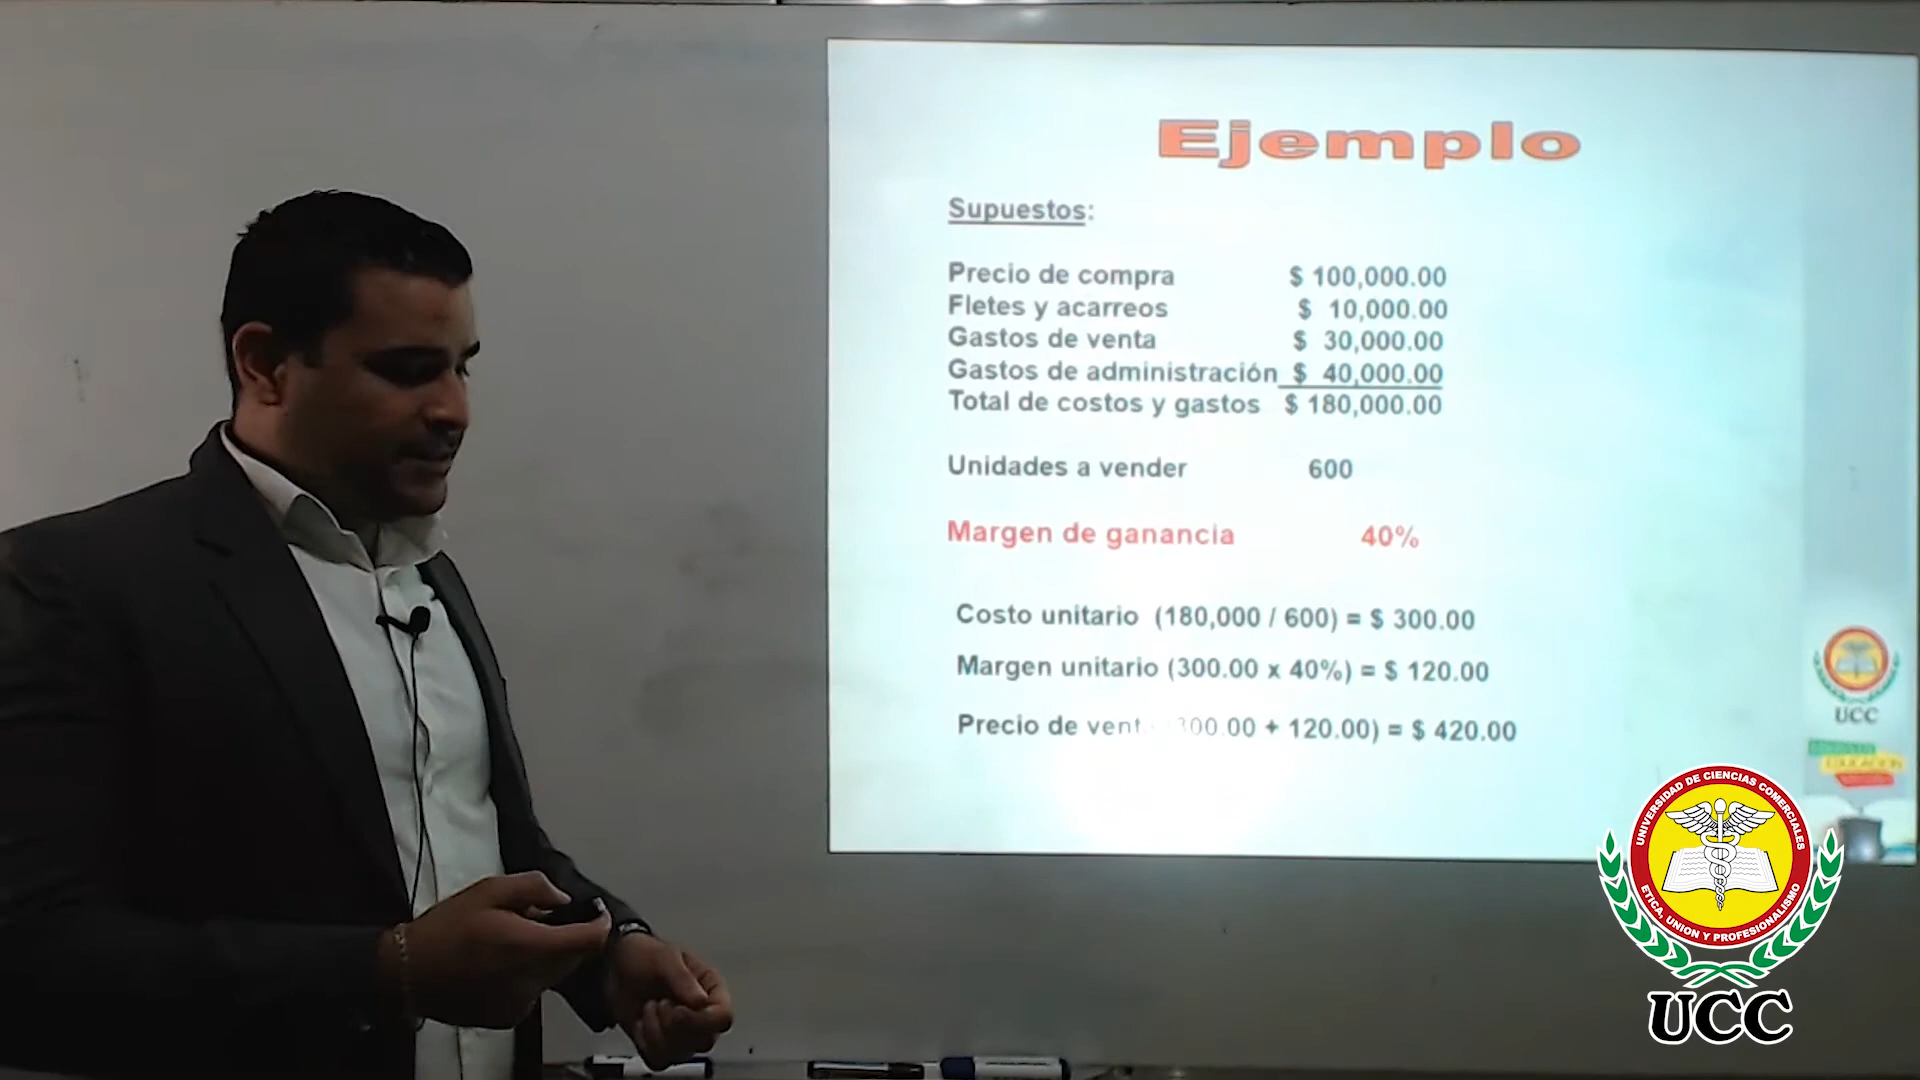 Ejemplo
Supuestos:
Precio de compra $ 100,000.00
Fletes y acarreos $ 10,000.00
Gastos de venta $ 30,000.00
Gastos de administración $ 40,000.00
Total de costos y gastos $ 180,000.00
Unidades a vender 600
Margen de ganancia 40%
Costo unitario (180,000 / 600) = $ 300.00
Margen unitario (300.00 x 40%) = $ 120.00
Precio de + 120.00) = $ 420.00
UCC
EDUCACION
UNIVERSIDAD DE CIENCIAS COMERCIALES
ETICA, UNION Y PROFESIONALISMO
UCC